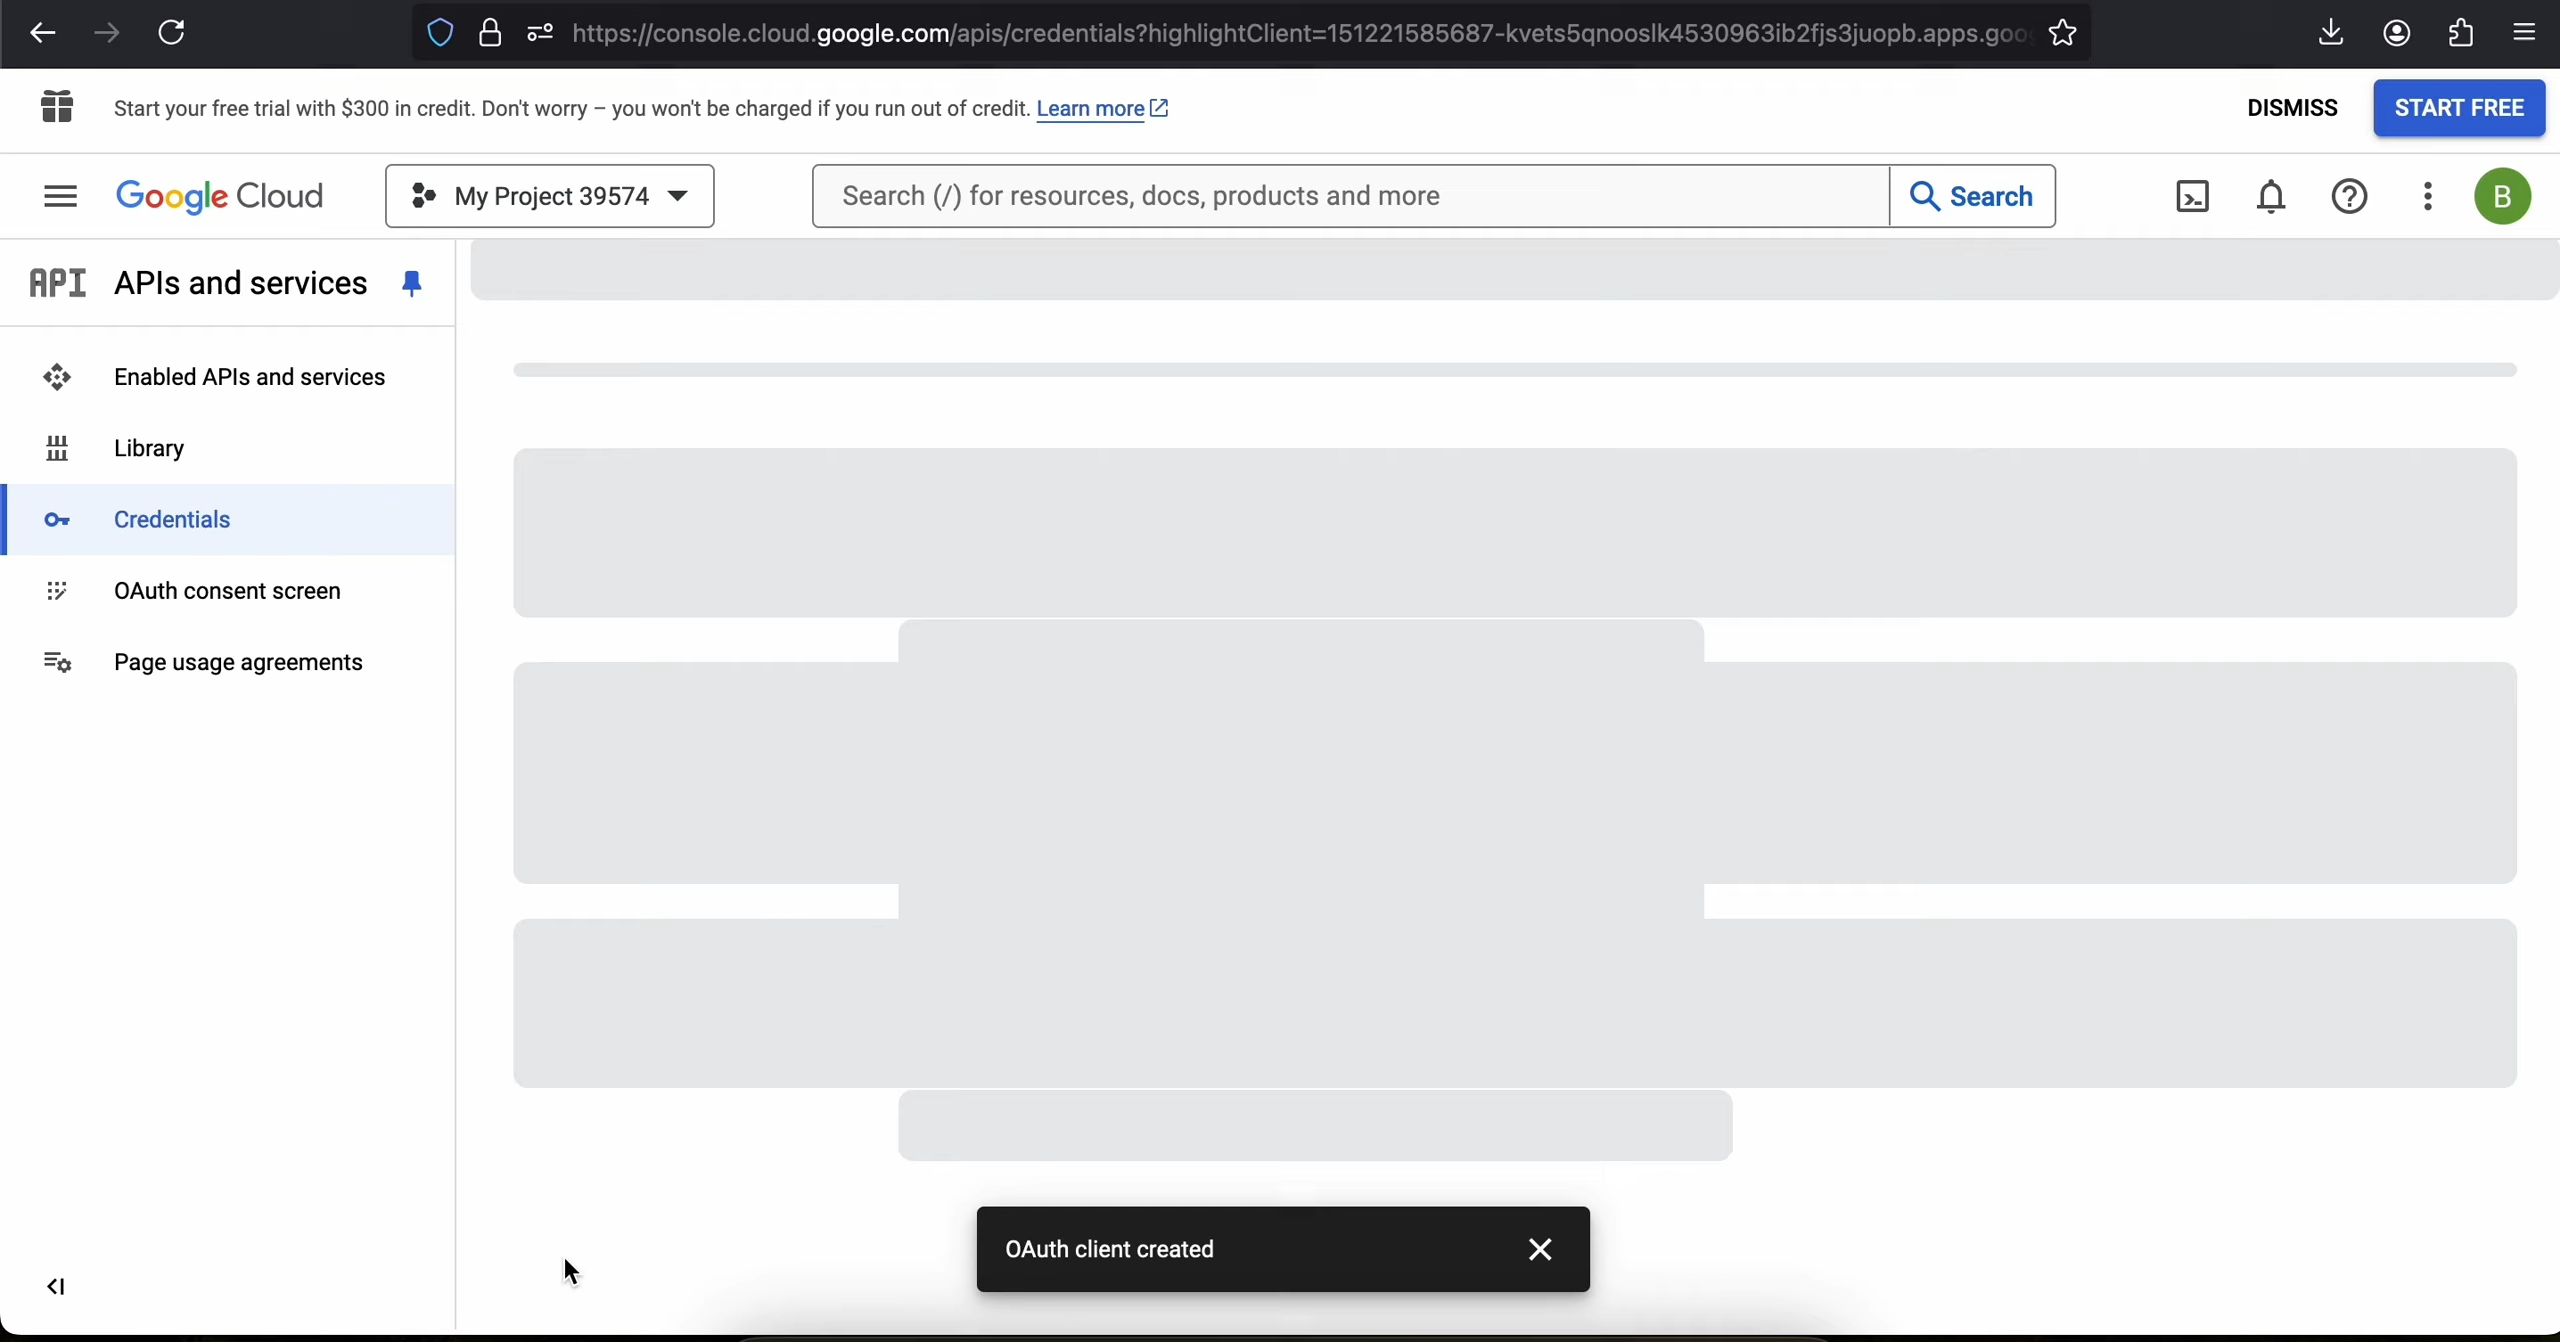 https://console.cloud.google.com/apis/credentials?highlightClient=151221585687-kvets5qnooslk4530963ib2fjs3juopb.apps.goo
Start your free trial with $300 in credit. Don't worry – you won't be charged if you run out of credit. Learn more
DISMISS
START FREE
Google Cloud
My Project 39574
Search (/) for resources, docs, products and more
Search
B
API
APIs and services
Enabled APIs and services
Library
Credentials
OAuth consent screen
Page usage agreements
OAuth client created